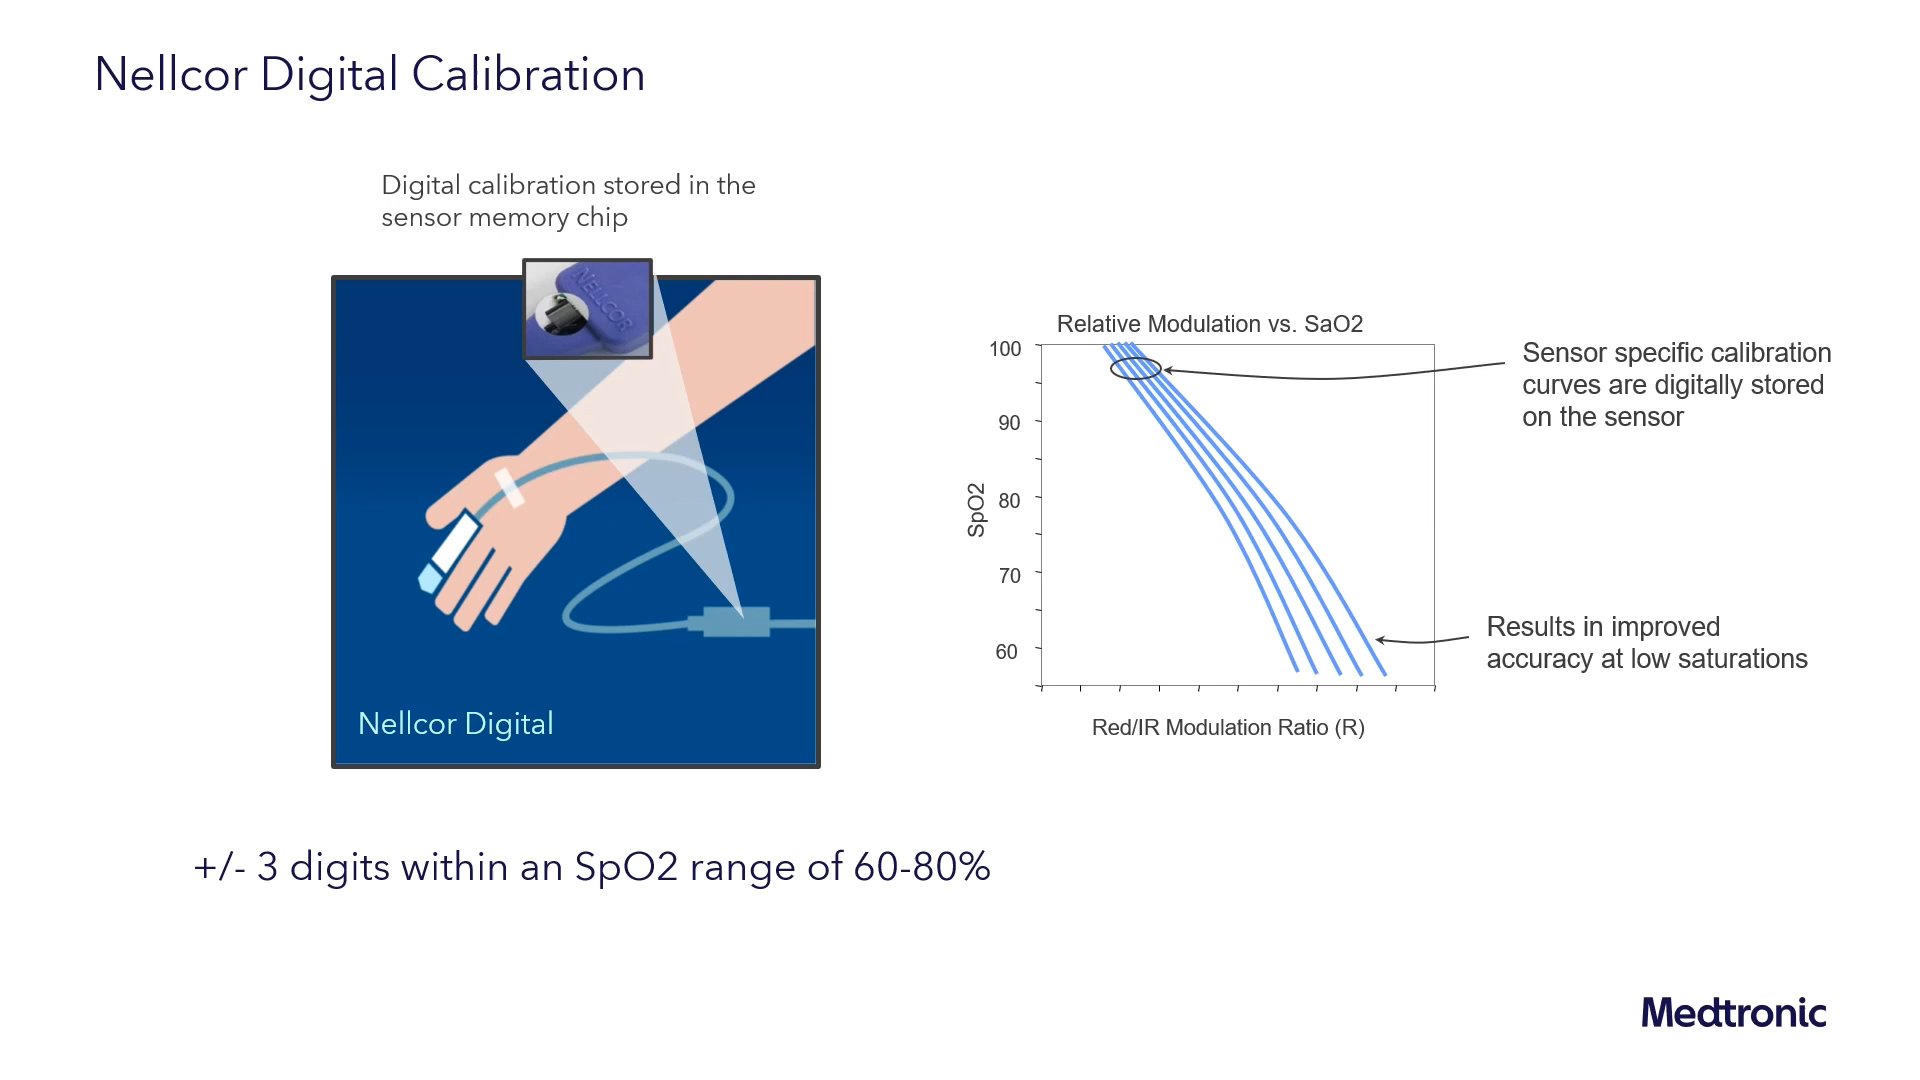 Nellcor Digital Calibration
Digital calibration stored in the
sensor memory chip
NELLCOR
Nellcor Digital
Relative Modulation vs. SaO2
100
90
80
70
60
SpO2
Red/IR Modulation Ratio (R)
Sensor specific calibration
curves are digitally stored
on the sensor
Results in improved
accuracy at low saturations
+/- 3 digits within an SpO2 range of 60-80%
Medtronic